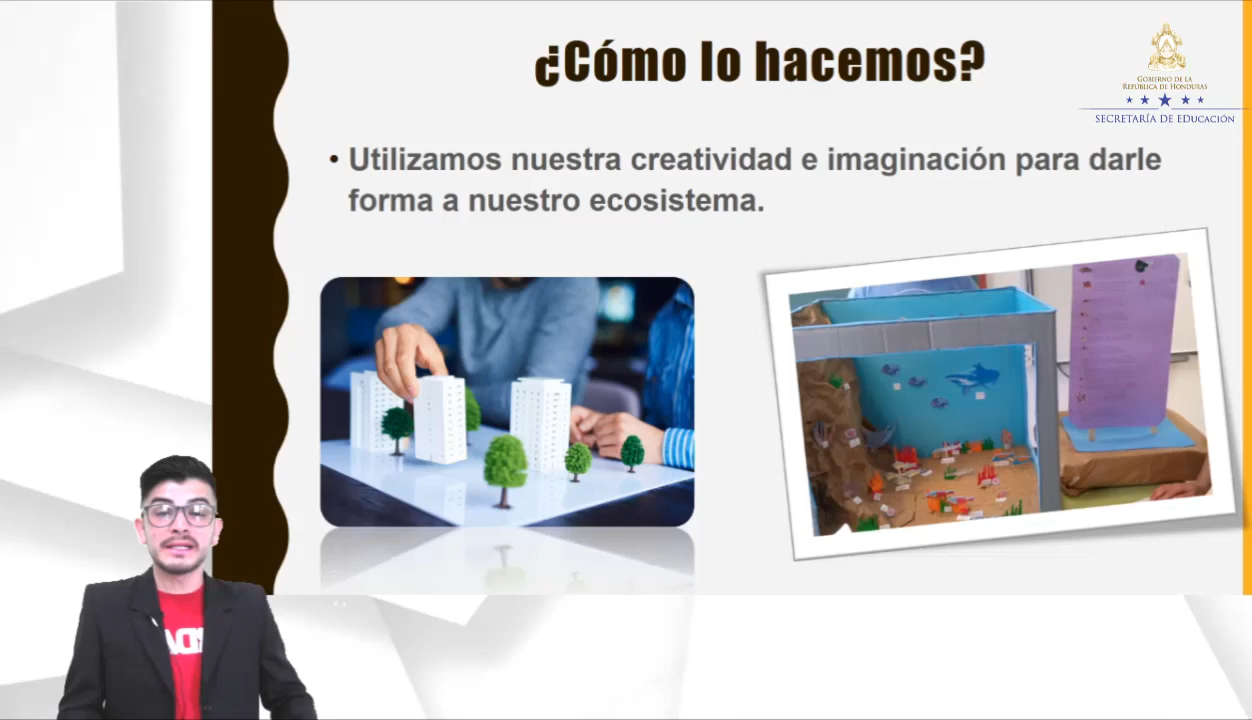 ¿Cómo lo hacemos?
GOBIERNO DE LA
REPÚBLICA DE HONDURAS
SECRETARÍA DE EDUCACIÓN
• Utilizamos nuestra creatividad e imaginación para darle
forma a nuestro ecosistema.